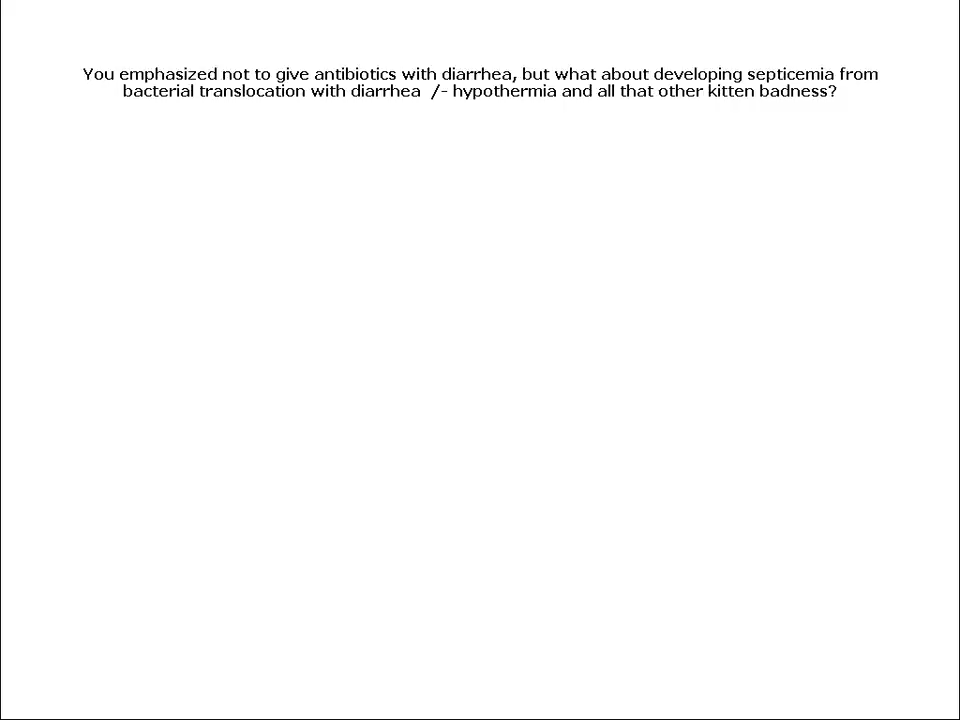 You emphasized not to give antibiotics with diarrhea, but what about developing septicemia from
bacterial translocation with diarrhea  /- hypothermia and all that other kitten badness?